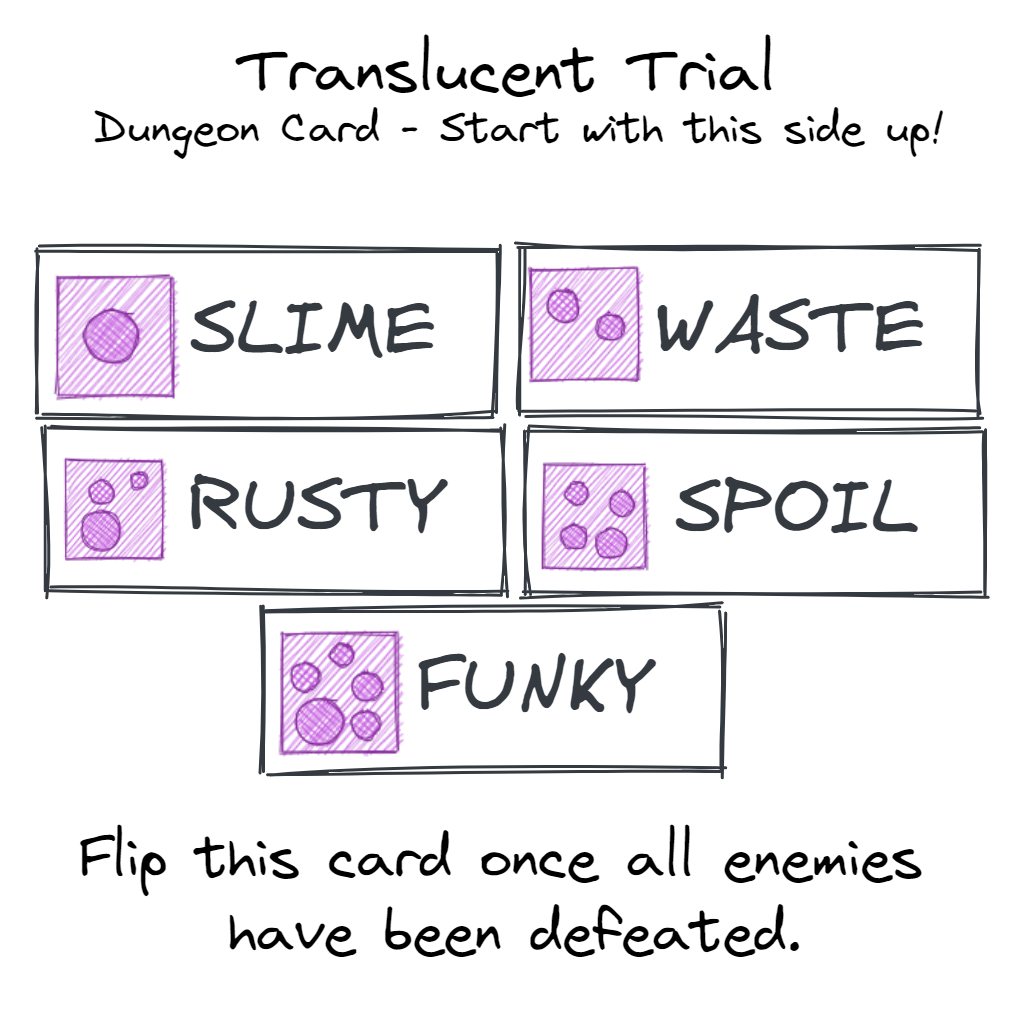 Translucent Trial
Dungeon Card - Start with this side up!
SLIME
WASTE
RUSTY
SPOIL
FUNKY
Flip this card once all enemies
have been defeated.